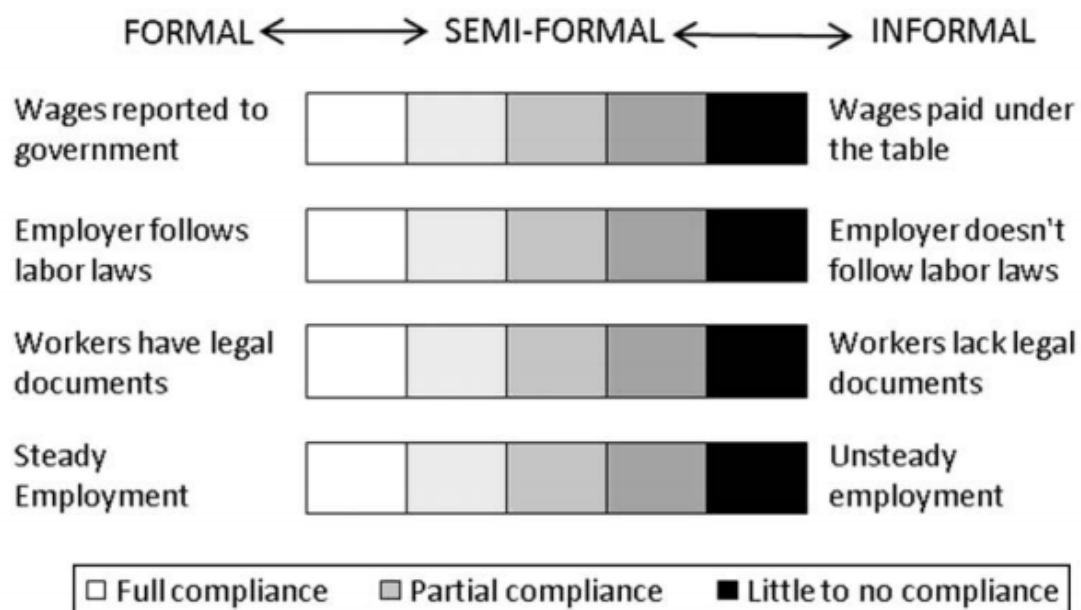 FORMAL SEMI-FORMAL INFORMAL
Wages reported to
government
Wages paid under
the table
Employer follows
labor laws
Employer doesn't
follow labor laws
Workers have legal
documents
Workers lack legal
documents
Steady
Employment
Unsteady
employment
Full compliance Partial compliance Little to no compliance